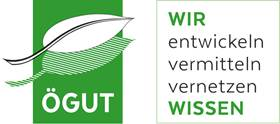 ÖGUT
WIR
entwickeln
vermitteln
vernetzen
WISSEN